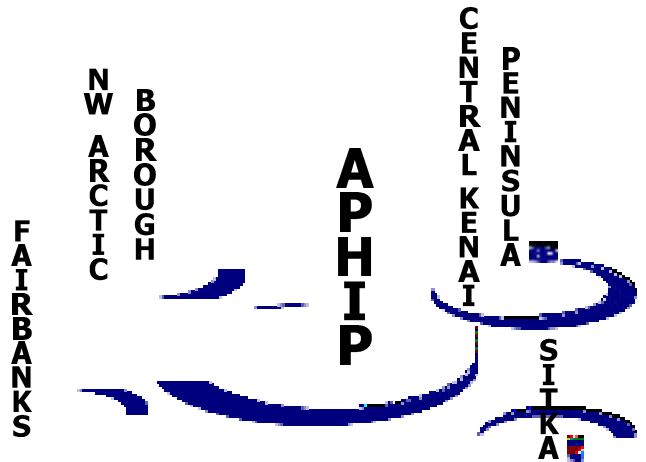 FAIRBANKS
NW ARCTIC
BOROUGH
APHIP
CENTRAL KENAI
PENINSULA
SITKA